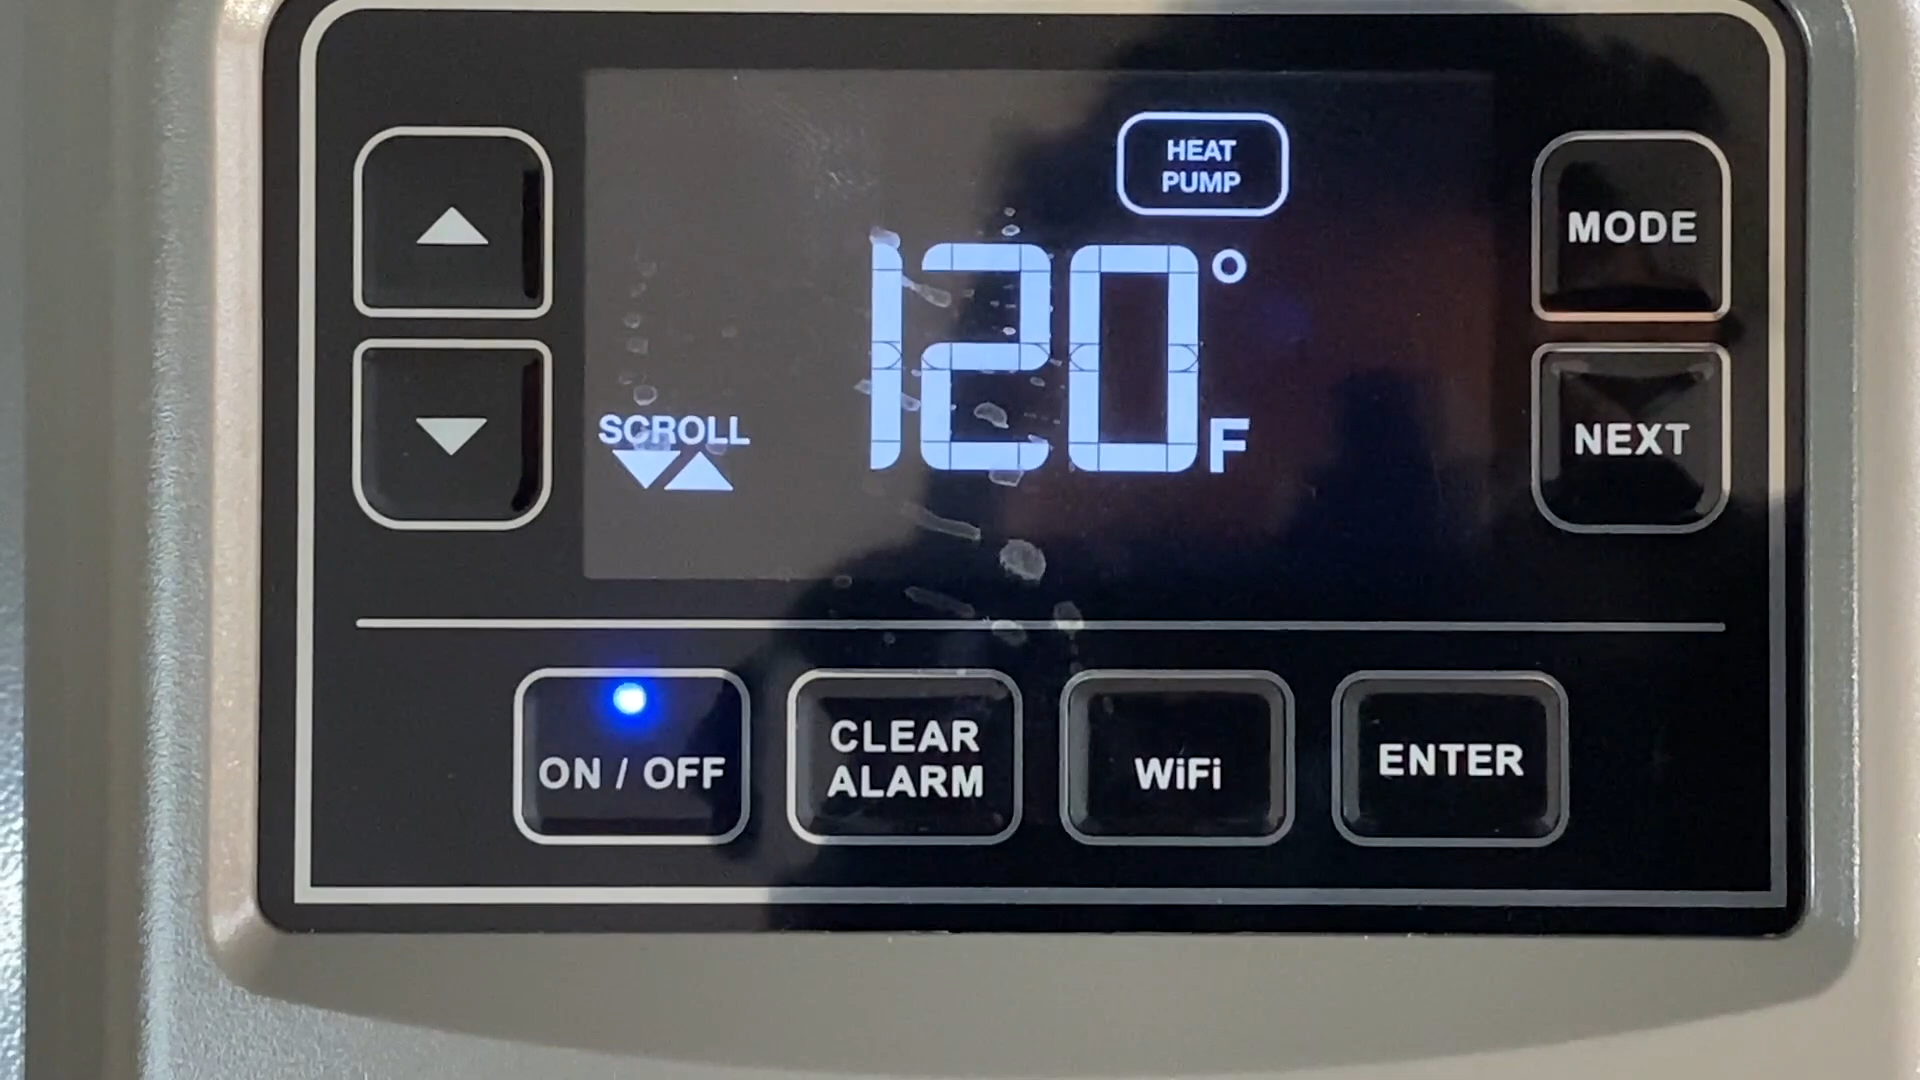 HEAT
PUMP
MODE
120°F
SCROLL
NEXT
ON / OFF
CLEAR
ALARM
WiFi
ENTER